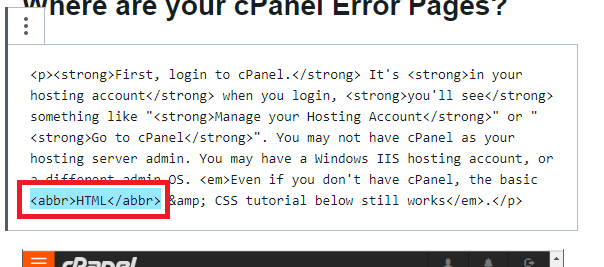 Where are your cPanel Error Pages?
<p><strong>First, login to cPanel.</strong> It's <strong>in your
hosting account</strong> when you login, <strong>you'll see</strong>
something like "<strong>Manage your Hosting Account</strong>" or "
<strong>Go to cPanel</strong>". You may not have cPanel as your
hosting server admin. You may have a Windows IIS hosting account, or
a different admin OS. <em>Even if you don't have cPanel, the basic
<abbr>HTML</abbr> &amp; CSS tutorial below still works</em>.</p>
cPanel